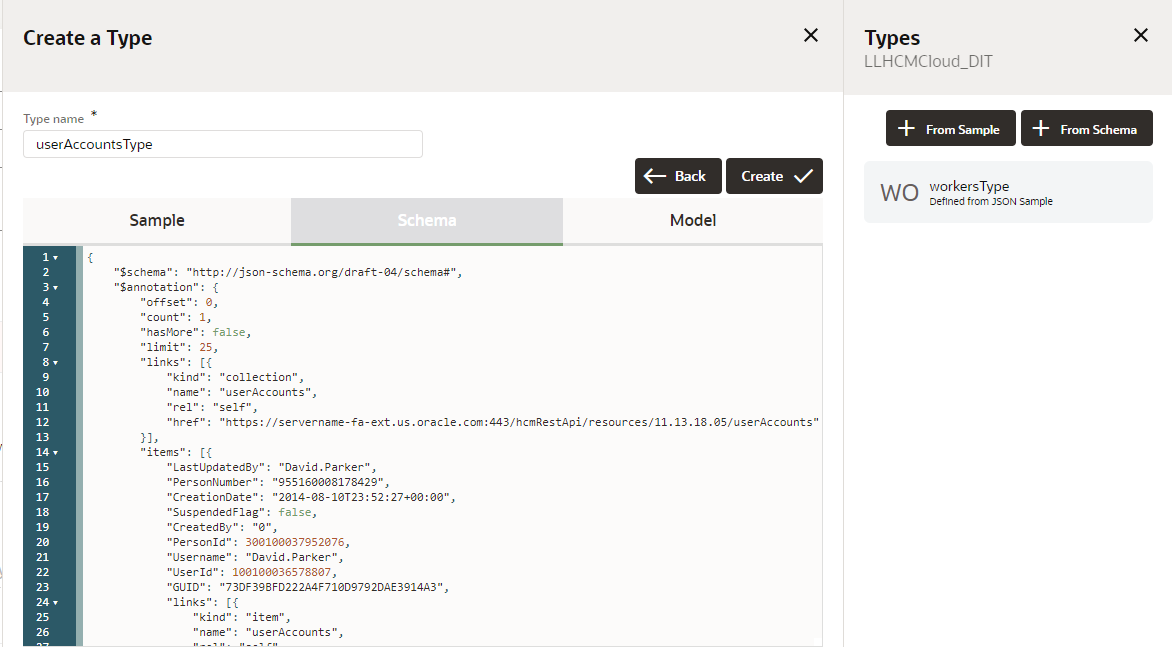 Create a Type
Type name *
userAccountsType
Back
Create
Sample
Schema
Model
1 {
2 "$schema": "http://json-schema.org/draft-04/schema#",
3 "$annotation": {
4 "offset": 0,
5 "count": 1,
6 "hasMore": false,
7 "limit": 25,
8 "links": [{
9 "kind": "collection",
10 "name": "userAccounts",
11 "rel": "self",
12 "href": "https://servername-fa-ext.us.oracle.com:443/hcmRestApi/resources/11.13.18.05/userAccounts"
13 }],
14 "items": [{
15 "LastUpdatedBy": "David.Parker",
16 "PersonNumber": "955160008178429",
17 "CreationDate": "2014-08-10T23:52:27+00:00",
18 "SuspendedFlag": false,
19 "CreatedBy": "0",
20 "PersonId": 300100037952076,
21 "Username": "David.Parker",
22 "UserId": 100100036578807,
23 "GUID": "73DF39BFD222A4F710D9792DAE3914A3",
24 "links": [{
25 "kind": "item",
26 "name": "userAccounts",
27 "rel": "self"
Types
LLHCMCloud_DIT
From Sample
From Schema
WO
workersType
Defined from JSON Sample